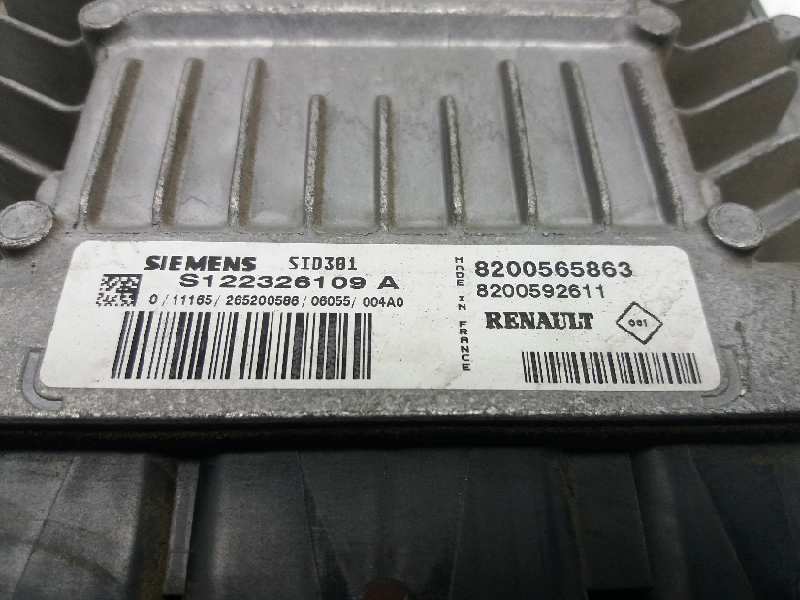 SIEMENS SID301
S122326109 A
0/11165/265200586/06055/004A0
MADE IN FRANCE
8200565863
8200592611
RENAULT 001